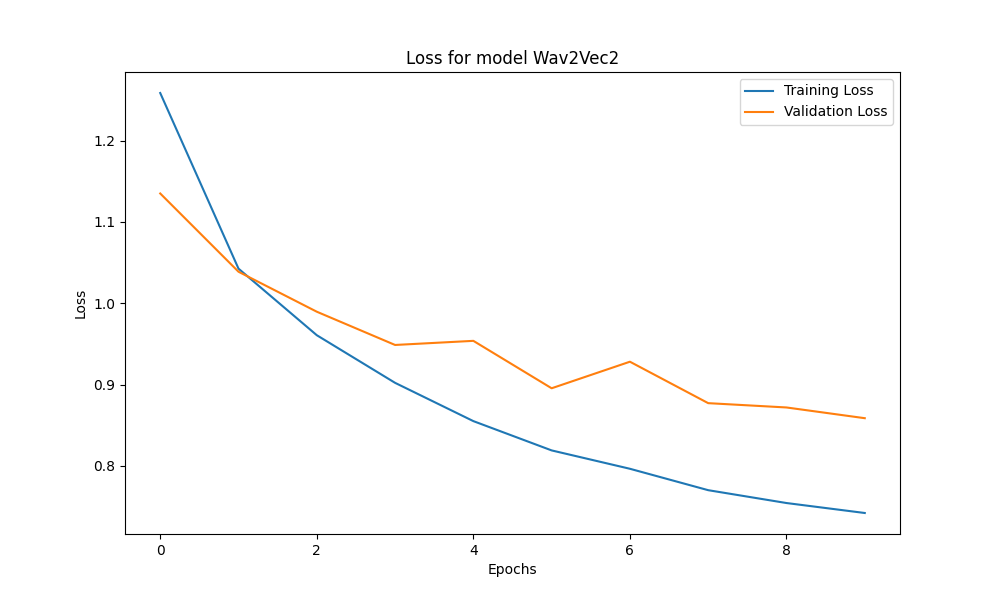 Loss for model Wav2Vec2
Training Loss
Validation Loss
1.2
1.1
1.0
0.9
0.8
Loss
0 2 4 6 8
Epochs